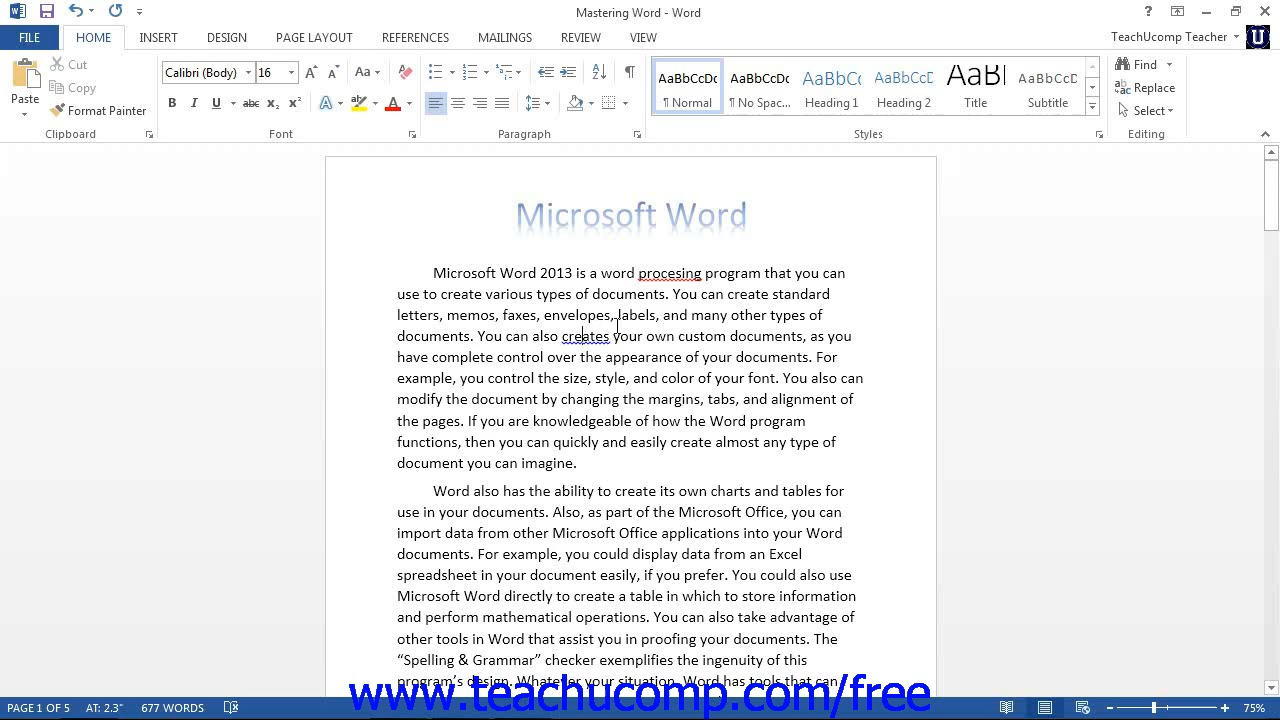 Mastering Word - Word
FILE HOME INSERT DESIGN PAGE LAYOUT REFERENCES MAILINGS REVIEW VIEW TeachUcomp Teacher
Paste
Cut
Copy
Format Painter
Clipboard
Calibri (Body) 16
Font
Paragraph
AaBbCcDc AaBbCcDc AaBbCc AaBbCcD AaB AaBbCcD
¶ Normal ¶ No Spac... Heading 1 Heading 2 Title Subtitle
Styles
Find
Replace
Select
Editing
Microsoft Word
Microsoft Word 2013 is a word procesing program that you can
use to create various types of documents. You can create standard
letters, memos, faxes, envelopes, labels, and many other types of
documents. You can also creates your own custom documents, as you
have complete control over the appearance of your documents. For
example, you control the size, style, and color of your font. You also can
modify the document by changing the margins, tabs, and alignment of
the pages. If you are knowledgeable of how the Word program
functions, then you can quickly and easily create almost any type of
document you can imagine.
Word also has the ability to create its own charts and tables for
use in your documents. Also, as part of the Microsoft Office, you can
import data from other Microsoft Office applications into your Word
documents. For example, you could display data from an Excel
spreadsheet in your document easily, if you prefer. You could also use
Microsoft Word directly to create a table in which to store information
and perform mathematical operations. You can also take advantage of
other tools in Word that assist you in proofing your documents. The
“Spelling & Grammar” checker exemplifies the ingenuity of this
program’s design. Whatever your situation, Word has tools that can
www.teachucomp.com/free
PAGE 1 OF 5 AT: 2.3" 677 WORDS 75%